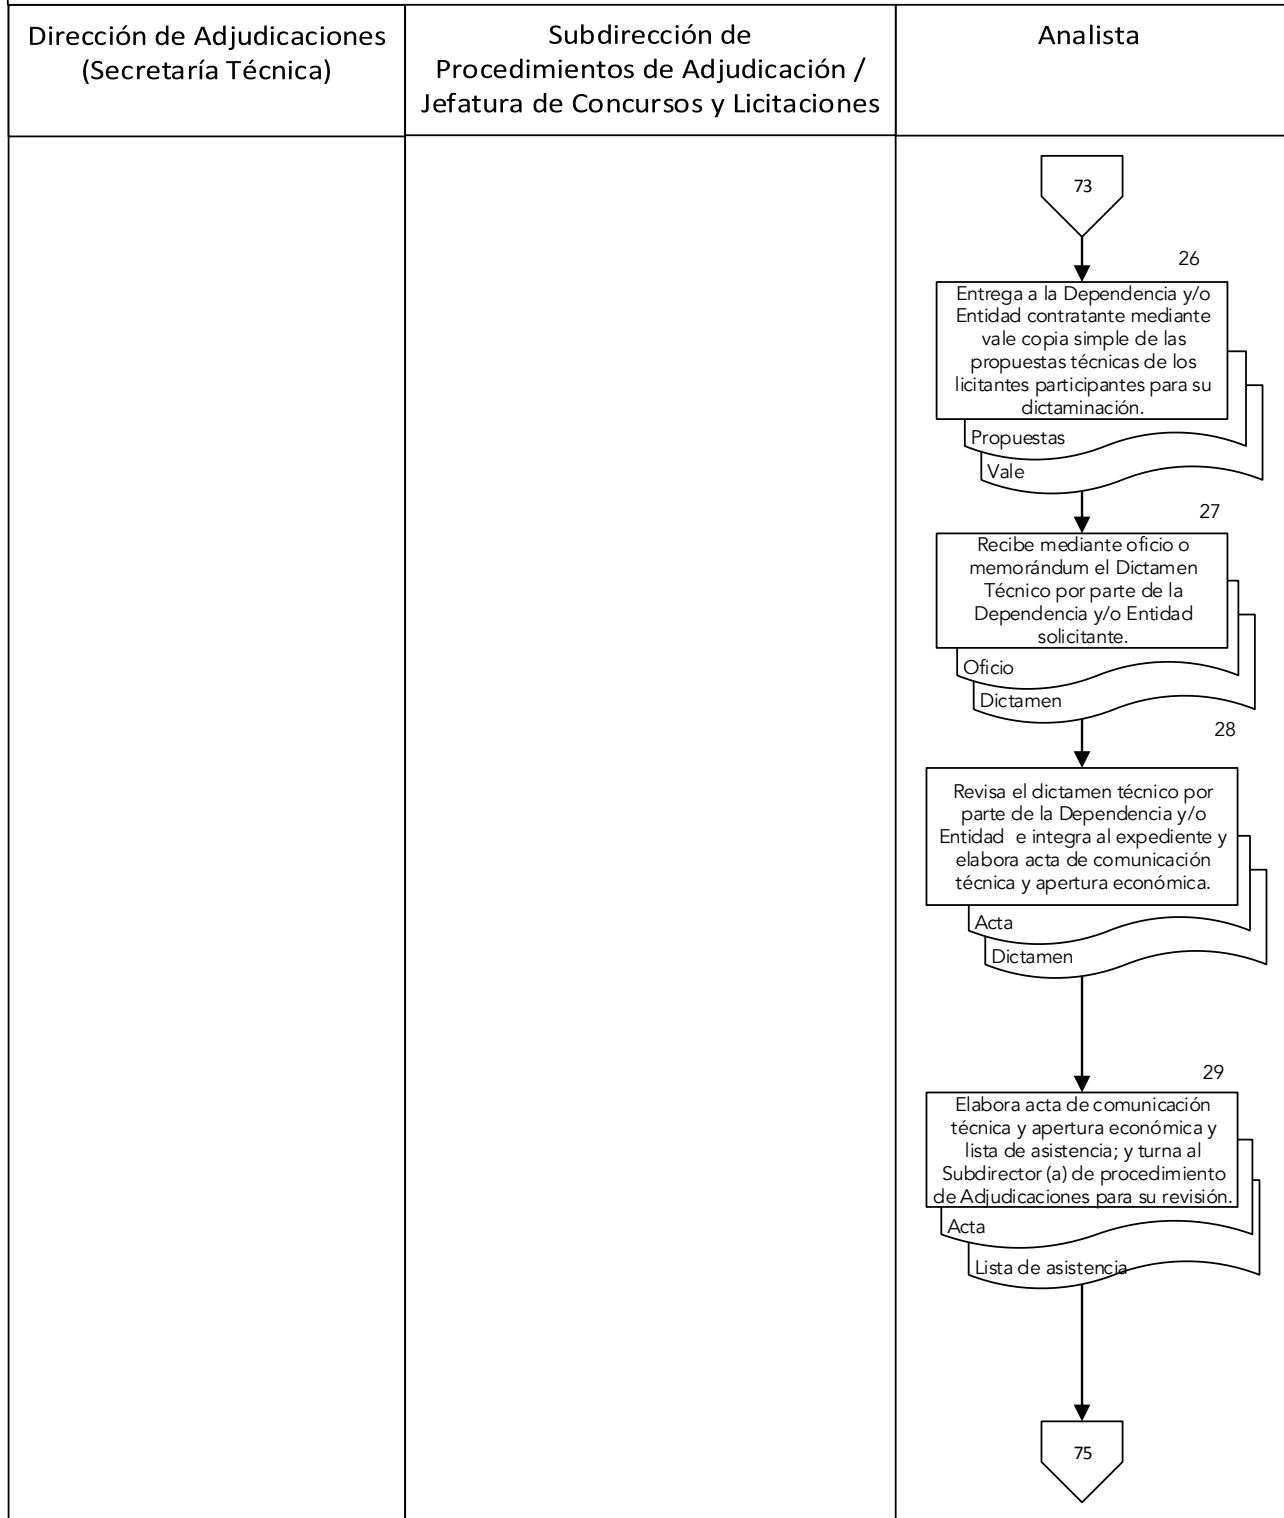 Dirección de Adjudicaciones
(Secretaría Técnica)
Subdirección de
Procedimientos de Adjudicación /
Jefatura de Concursos y Licitaciones
Analista
73
26
Entrega a la Dependencia y/o
Entidad contratante mediante
vale copia simple de las
propuestas técnicas de los
licitantes participantes para su
dictaminación.
Propuestas
Vale
27
Recibe mediante oficio o
memorándum el Dictamen
Técnico por parte de la
Dependencia y/o Entidad
solicitante.
Oficio
Dictamen
28
Revisa el dictamen técnico por
parte de la Dependencia y/o
Entidad  e integra al expediente y
elabora acta de comunicación
técnica y apertura económica.
Acta
Dictamen
29
Elabora acta de comunicación
técnica y apertura económica y
lista de asistencia; y turna al
Subdirector (a) de procedimiento
de Adjudicaciones para su revisión.
Acta
Lista de asistencia
75